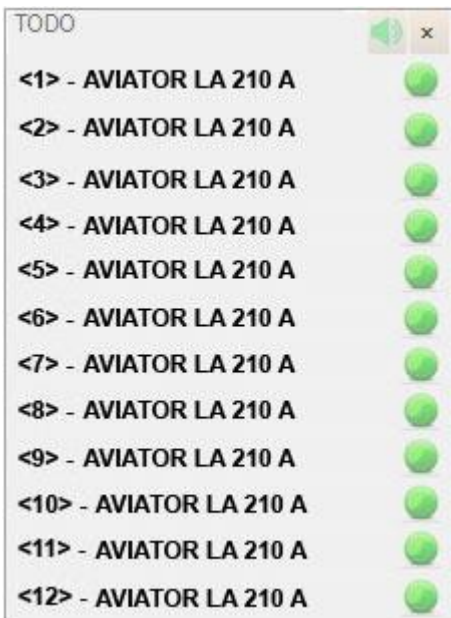 TODO
×
<1> - AVIATOR LA 210 A
<2> - AVIATOR LA 210 A
<3> - AVIATOR LA 210 A
<4> - AVIATOR LA 210 A
<5> - AVIATOR LA 210 A
<6> - AVIATOR LA 210 A
<7> - AVIATOR LA 210 A
<8> - AVIATOR LA 210 A
<9> - AVIATOR LA 210 A
<10> - AVIATOR LA 210 A
<11> - AVIATOR LA 210 A
<12> - AVIATOR LA 210 A